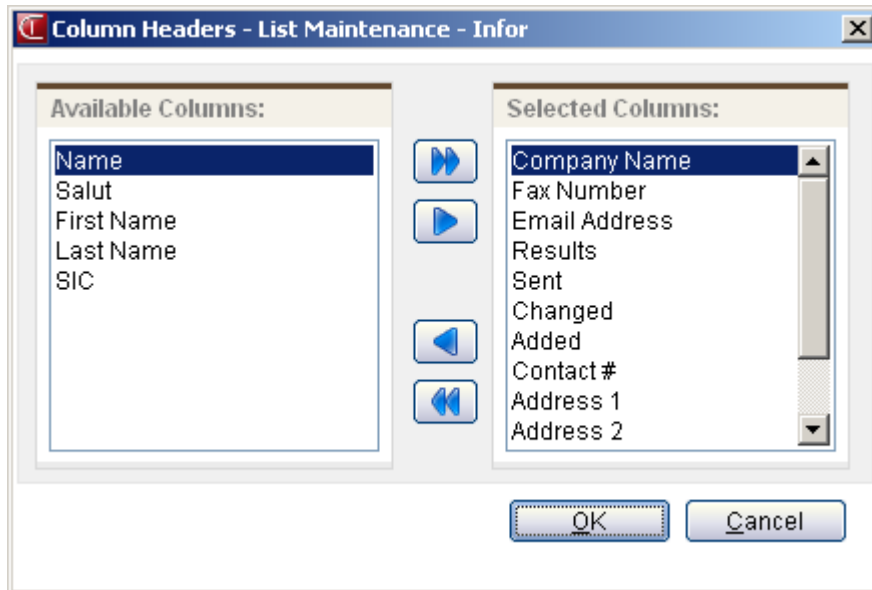 Column Headers - List Maintenance - Infor
Available Columns:
Name
Salut
First Name
Last Name
SIC
Selected Columns:
Company Name
Fax Number
Email Address
Results
Sent
Changed
Added
Contact #
Address 1
Address 2
OK
Cancel